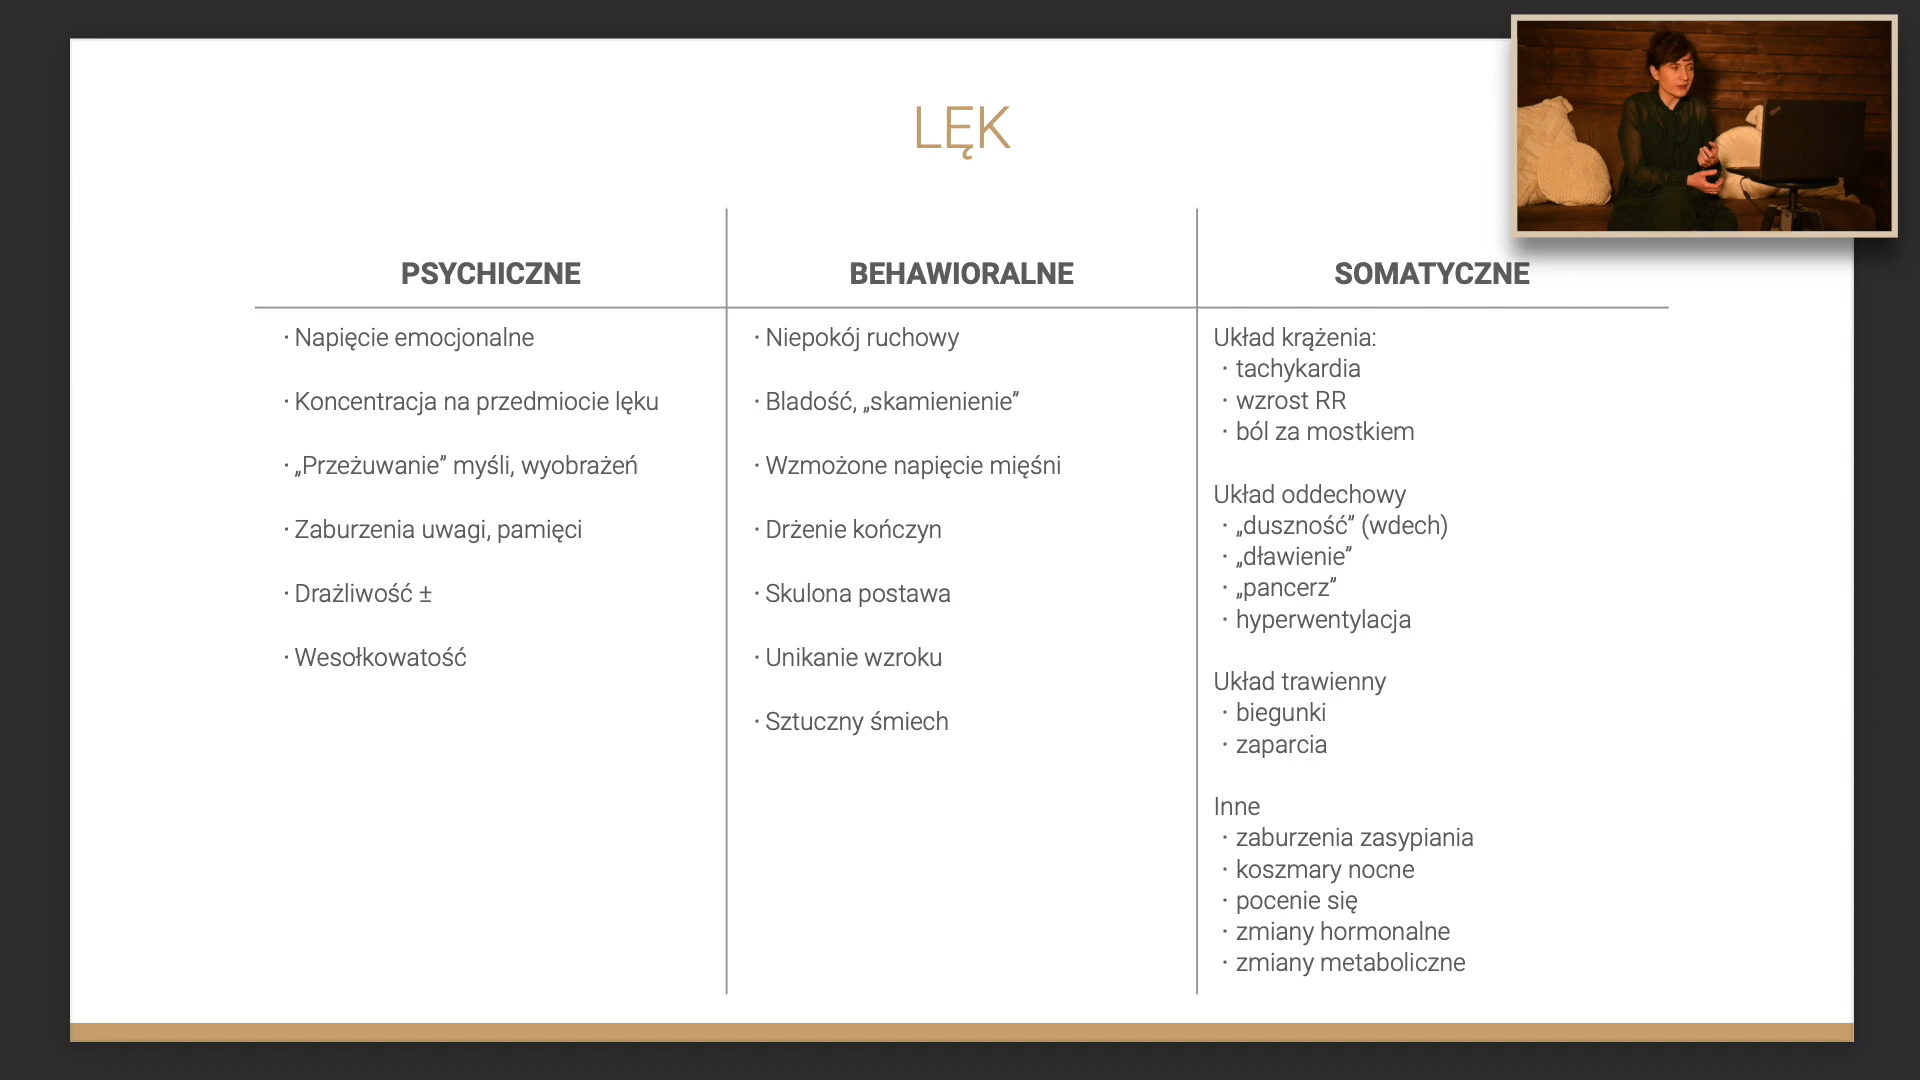 LĘK
PSYCHICZNE
· Napięcie emocjonalne
· Koncentracja na przedmiocie lęku
· „Przeżuwanie” myśli, wyobrażeń
· Zaburzenia uwagi, pamięci
· Drażliwość ±
· Wesołkowatość
BEHAWIORALNE
· Niepokój ruchowy
· Bladość, „skamienienie”
· Wzmożone napięcie mięśni
· Drżenie kończyn
· Skulona postawa
· Unikanie wzroku
· Sztuczny śmiech
SOMATYCZNE
Układ krążenia:
· tachykardia
· wzrost RR
· ból za mostkiem
Układ oddechowy
· „duszność” (wdech)
· „dławienie”
· „pancerz”
· hyperwentylacja
Układ trawienny
· biegunki
· zaparcia
Inne
· zaburzenia zasypiania
· koszmary nocne
· pocenie się
· zmiany hormonalne
· zmiany metaboliczne